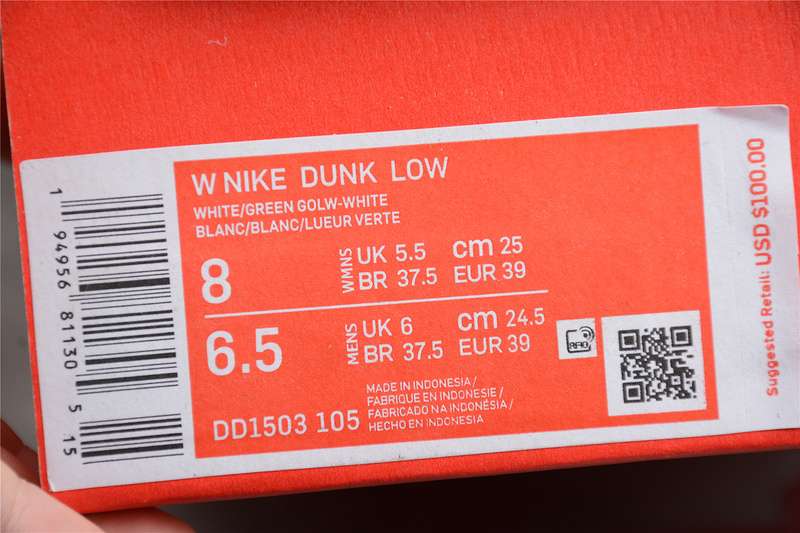 W NIKE DUNK LOW
WHITE/GREEN GOLW-WHITE
BLANC/BLANC/LUEUR VERTE
8 WMNS UK 5.5 cm 25
BR 37.5 EUR 39
6.5 MENS UK 6 cm 24.5
BR 37.5 EUR 39
DD1503 105
MADE IN INDONESIA/
FABRIQUE EN INDONESIE/
FABRICADO NA INDONÉSIA/
HECHO EN INDONESIA
1 94956 81130 5 15
Suggested Retail: USD $100.00